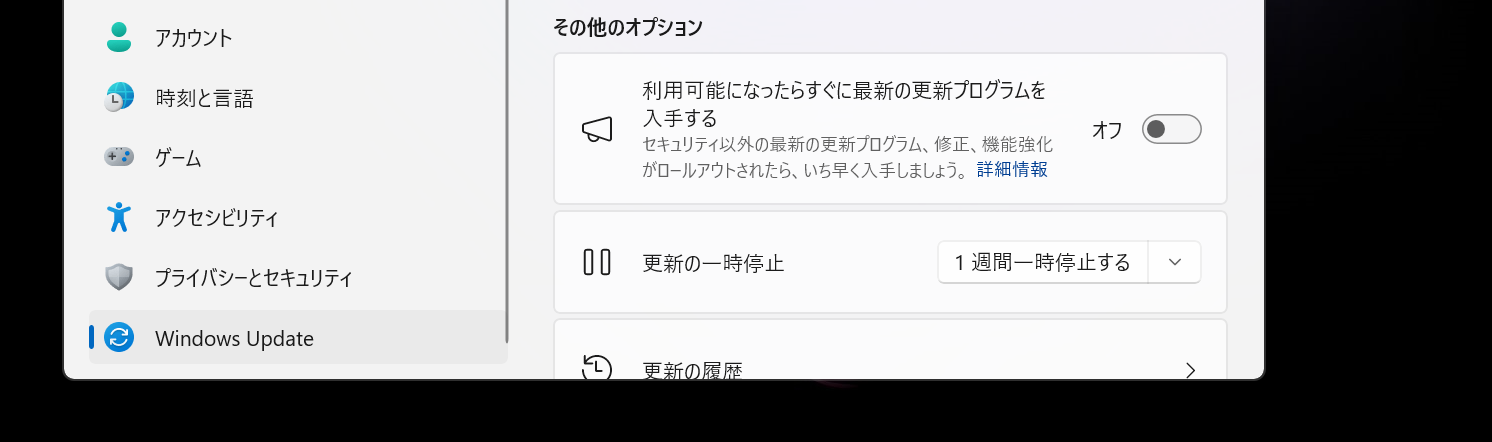 アカウント
時刻と言語
ゲーム
アクセシビリティ
プライバシーとセキュリティ
Windows Update
その他のオプション
利用可能になったらすぐに最新の更新プログラムを
入手する
セキュリティ以外の最新の更新プログラム、修正、機能強化
がロールアウトされたら、いち早く入手しましょう。 詳細情報
オフ
更新の一時停止
1 週間一時停止する
更新の履歴